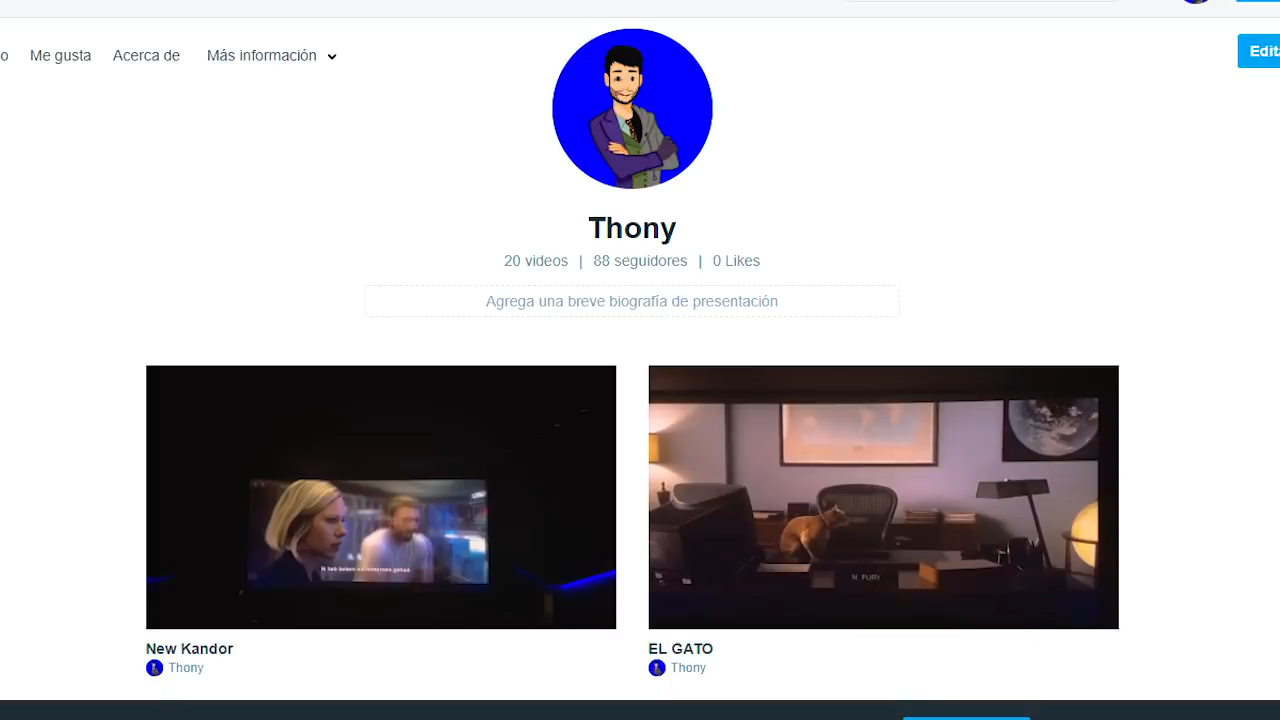 o Me gusta Acerca de Más información
Edit
Thony
20 videos | 88 seguidores | 0 Likes
Agrega una breve biografía de presentación
N FURY
New Kandor
Thony
EL GATO
Thony